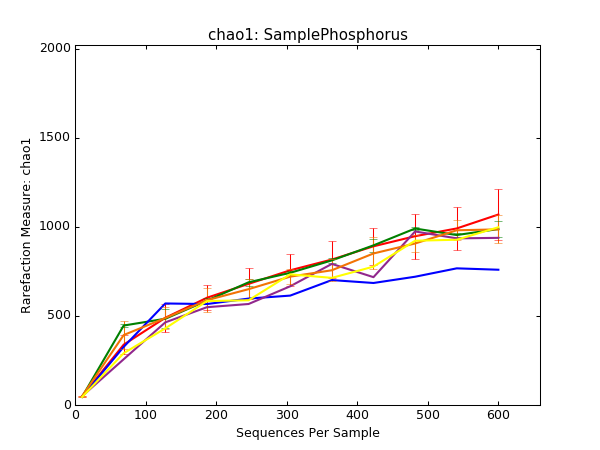 chao1: SamplePhosphorus
2000
1500
1000
500
0
Rarefaction Measure: chao1
0 100 200 300 400 500 600
Sequences Per Sample